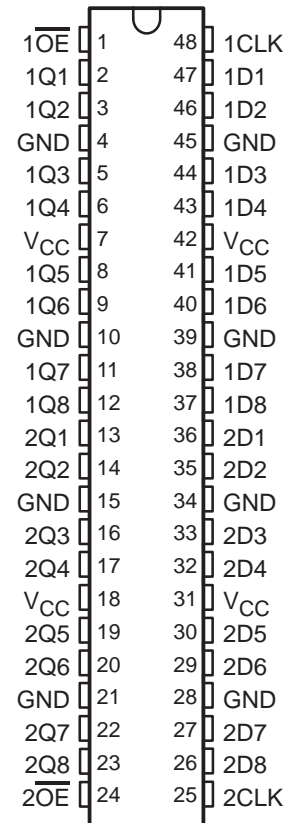 1O̅E̅ 1 48 1CLK
1Q1 2 47 1D1
1Q2 3 46 1D2
GND 4 45 GND
1Q3 5 44 1D3
1Q4 6 43 1D4
VCC 7 42 VCC
1Q5 8 41 1D5
1Q6 9 40 1D6
GND 10 39 GND
1Q7 11 38 1D7
1Q8 12 37 1D8
2Q1 13 36 2D1
2Q2 14 35 2D2
GND 15 34 GND
2Q3 16 33 2D3
2Q4 17 32 2D4
VCC 18 31 VCC
2Q5 19 30 2D5
2Q6 20 29 2D6
GND 21 28 GND
2Q7 22 27 2D7
2Q8 23 26 2D8
2O̅E̅ 24 25 2CLK